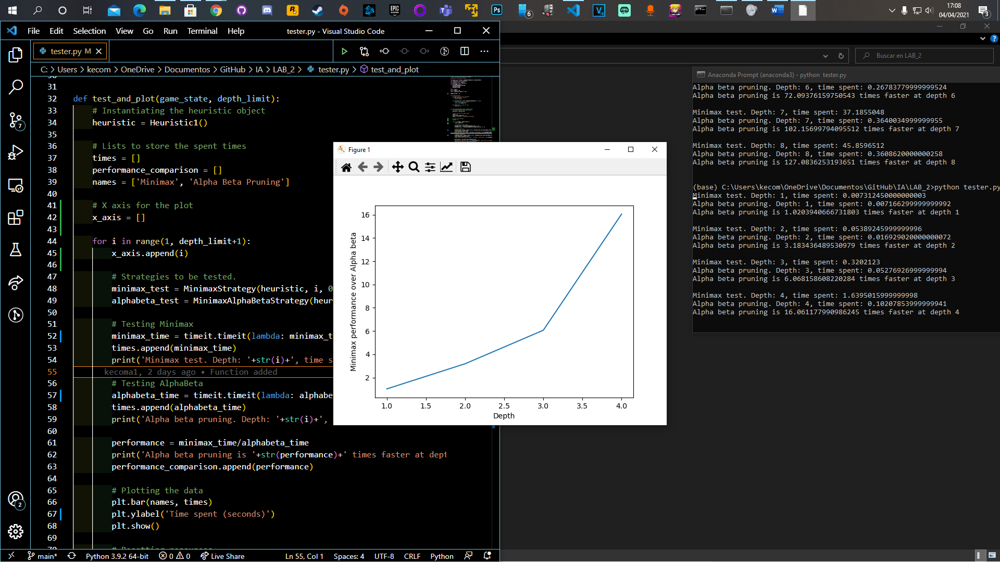 17:08
04/04/2021
6
3
File Edit Selection View Go Run Terminal Help
tester.py - Visual Studio Code
tester.py M
C: > Users > kecom > OneDrive > Documentos > GitHub > IA > LAB_2 > tester.py > test_and_plot
31
32 def test_and_plot(game_state, depth_limit):
33 # Instantiating the heuristic object
34 heuristic = Heuristic1()
35
36 # Lists to store the spent times
37 times = []
38 performance_comparison = []
39 names = ['Minimax', 'Alpha Beta Pruning']
40
41 # X axis for the plot
42 x_axis = []
43
44 for i in range(1, depth_limit+1):
45 x_axis.append(i)
46
47 # Strategies to be tested.
48 minimax_test = MinimaxStrategy(heuristic, i, 0
49 alphabeta_test = MinimaxAlphaBetaStrategy(heur
50
51 # Testing Minimax
52 minimax_time = timeit.timeit(lambda: minimax_t
53 times.append(minimax_time)
54 print('Minimax test. Depth: '+str(i)+', time s
55 kecoma1, 2 days ago • Function added
56 # Testing AlphaBeta
57 alphabeta_time = timeit.timeit(lambda: alphabe
58 times.append(alphabeta_time)
59 print('Alpha beta pruning. Depth: '+str(i)+',
60
61 performance = minimax_time/alphabeta_time
62 print('Alpha beta pruning is '+str(performance)+' times faster at dept
63 performance_comparison.append(performance)
64
65 # Plotting the data
66 plt.bar(names, times)
67 plt.ylabel('Time spent (seconds)')
68 plt.show()
69
7
2
main*
Python 3.9.2 64-bit
0 0
Live Share
Ln 55, Col 1
Spaces: 4
UTF-8
CRLF
Python
Figure 1
Minimax performance over Alpha beta
16
14
12
10
8
6
4
2
1.0 1.5 2.0 2.5 3.0 3.5 4.0
Depth
Buscar en LAB_2
Anaconda Prompt (anaconda3) - python tester.py
Alpha beta pruning. Depth: 6, time spent: 0.26783779999999524
Alpha beta pruning is 72.09376159750543 times faster at depth 6
Minimax test. Depth: 7, time spent: 37.1855048
Alpha beta pruning. Depth: 7, time spent: 0.3640034999999955
Alpha beta pruning is 102.15699794095512 times faster at depth 7
Minimax test. Depth: 8, time spent: 45.8596512
Alpha beta pruning. Depth: 8, time spent: 0.3608620000000258
Alpha beta pruning is 127.0836253193651 times faster at depth 8
(base) C:\Users\kecom\OneDrive\Documentos\GitHub\IA\LAB_2>python tester.py
Minimax test. Depth: 1, time spent: 0.007312450000000003
Alpha beta pruning. Depth: 1, time spent: 0.007166299999999992
Alpha beta pruning is 1.0203940666731803 times faster at depth 1
Minimax test. Depth: 2, time spent: 0.05389245999999996
Alpha beta pruning. Depth: 2, time spent: 0.016929020000000072
Alpha beta pruning is 3.183436489530979 times faster at depth 2
Minimax test. Depth: 3, time spent: 0.3202123
Alpha beta pruning. Depth: 3, time spent: 0.05276926999999994
Alpha beta pruning is 6.068158608220284 times faster at depth 3
Minimax test. Depth: 4, time spent: 1.6395015999999998
Alpha beta pruning. Depth: 4, time spent: 0.10207853999999941
Alpha beta pruning is 16.061177990986245 times faster at depth 4